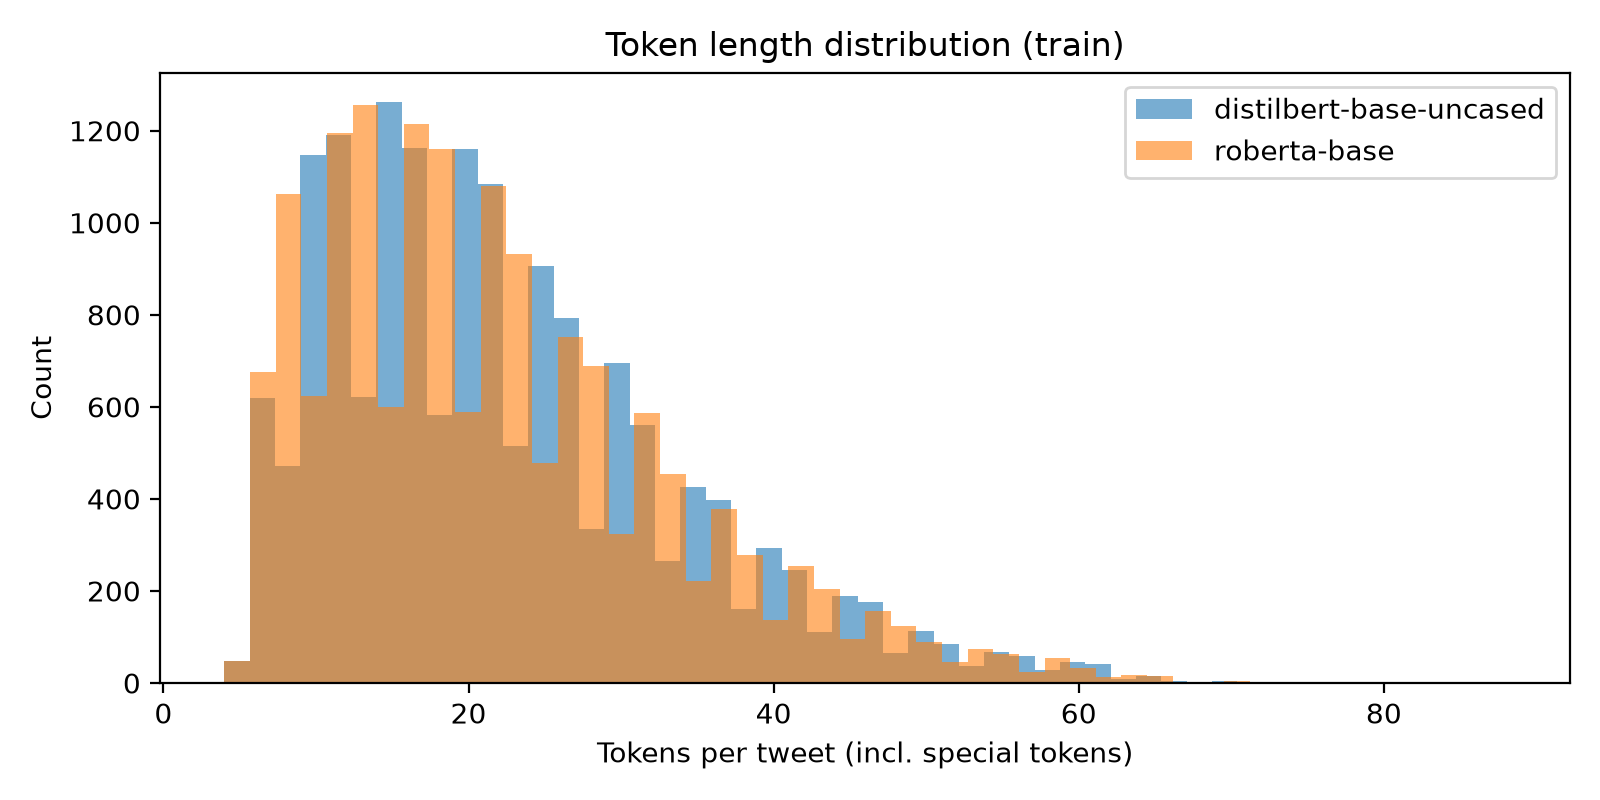 Token length distribution (train)
distilbert-base-uncased
roberta-base
1200
1000
800
600
400
200
0
Count
0 20 40 60 80
Tokens per tweet (incl. special tokens)